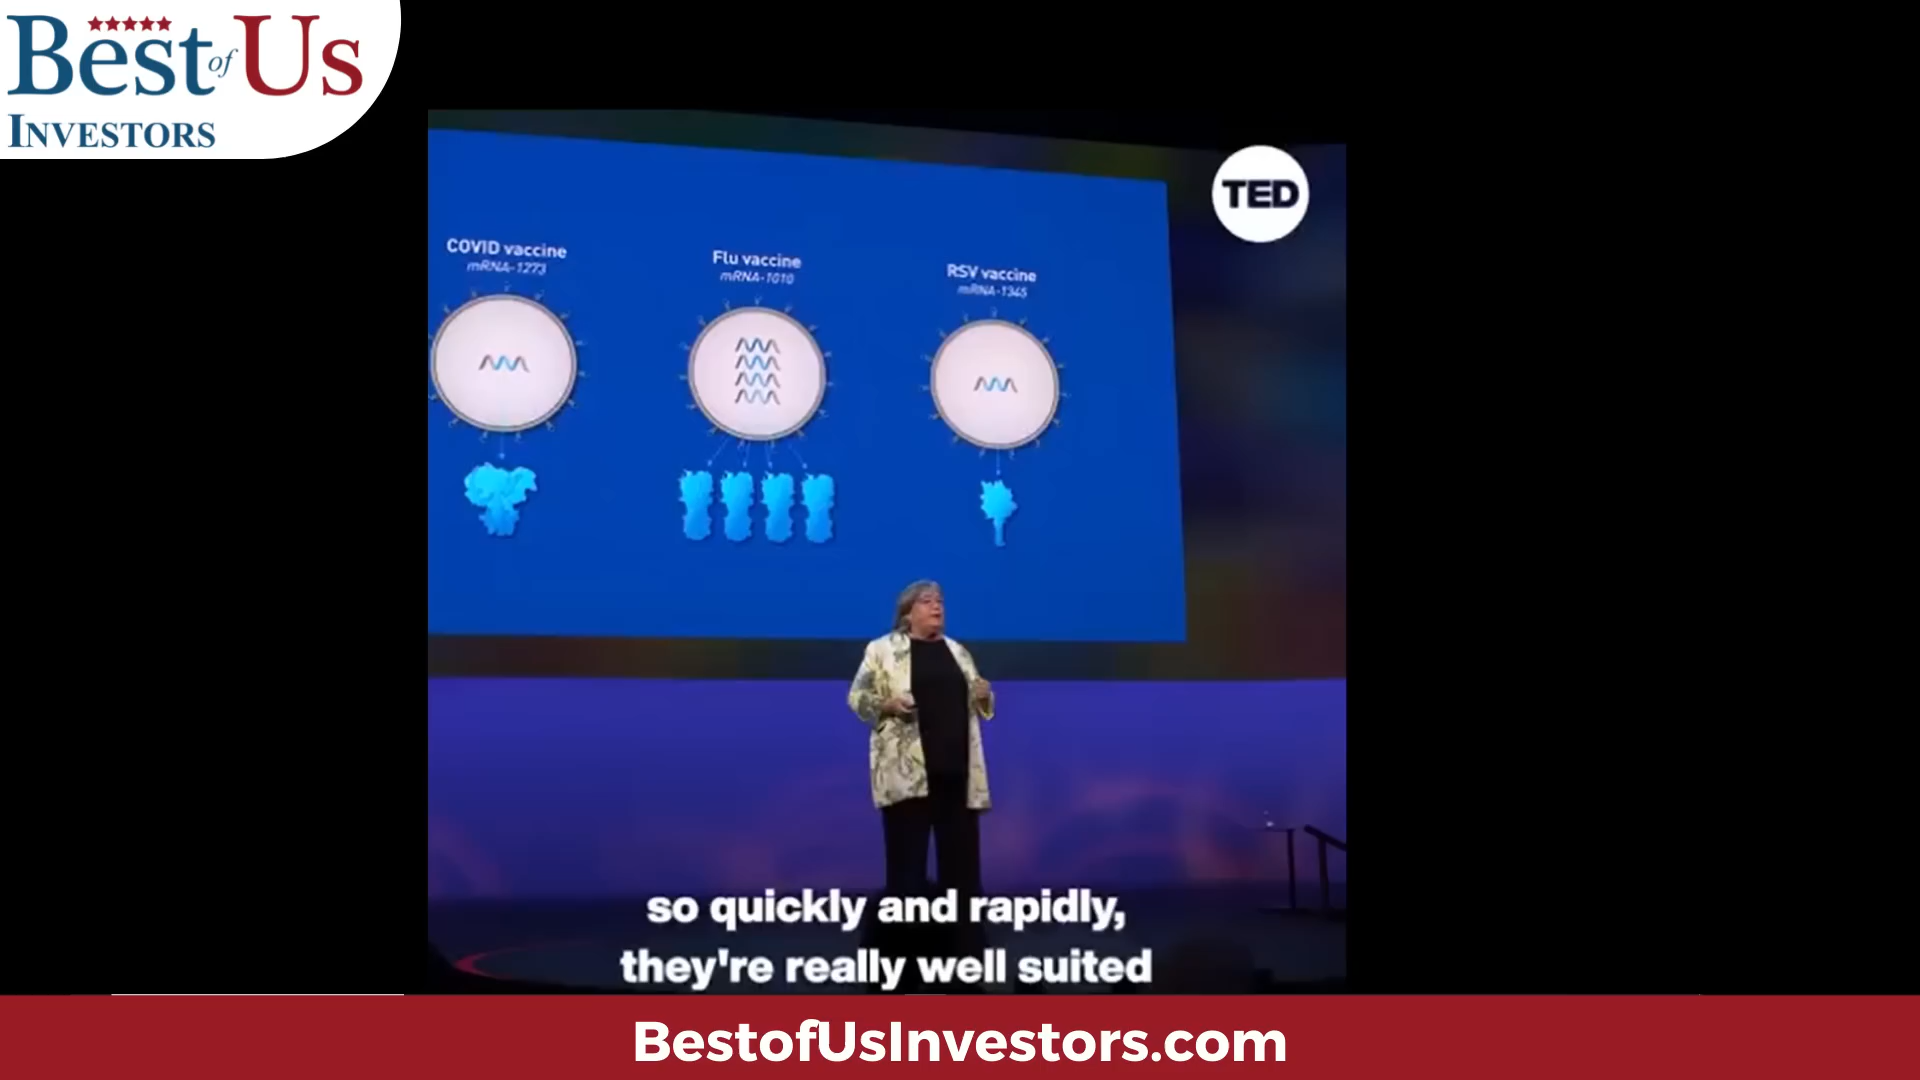 Best of Us
INVESTORS
TED
COVID vaccine
mRNA-1273
Flu vaccine
mRNA-1010
RSV vaccine
mRNA-1345
so quickly and rapidly,
they're really well suited
BestofUsInvestors.com